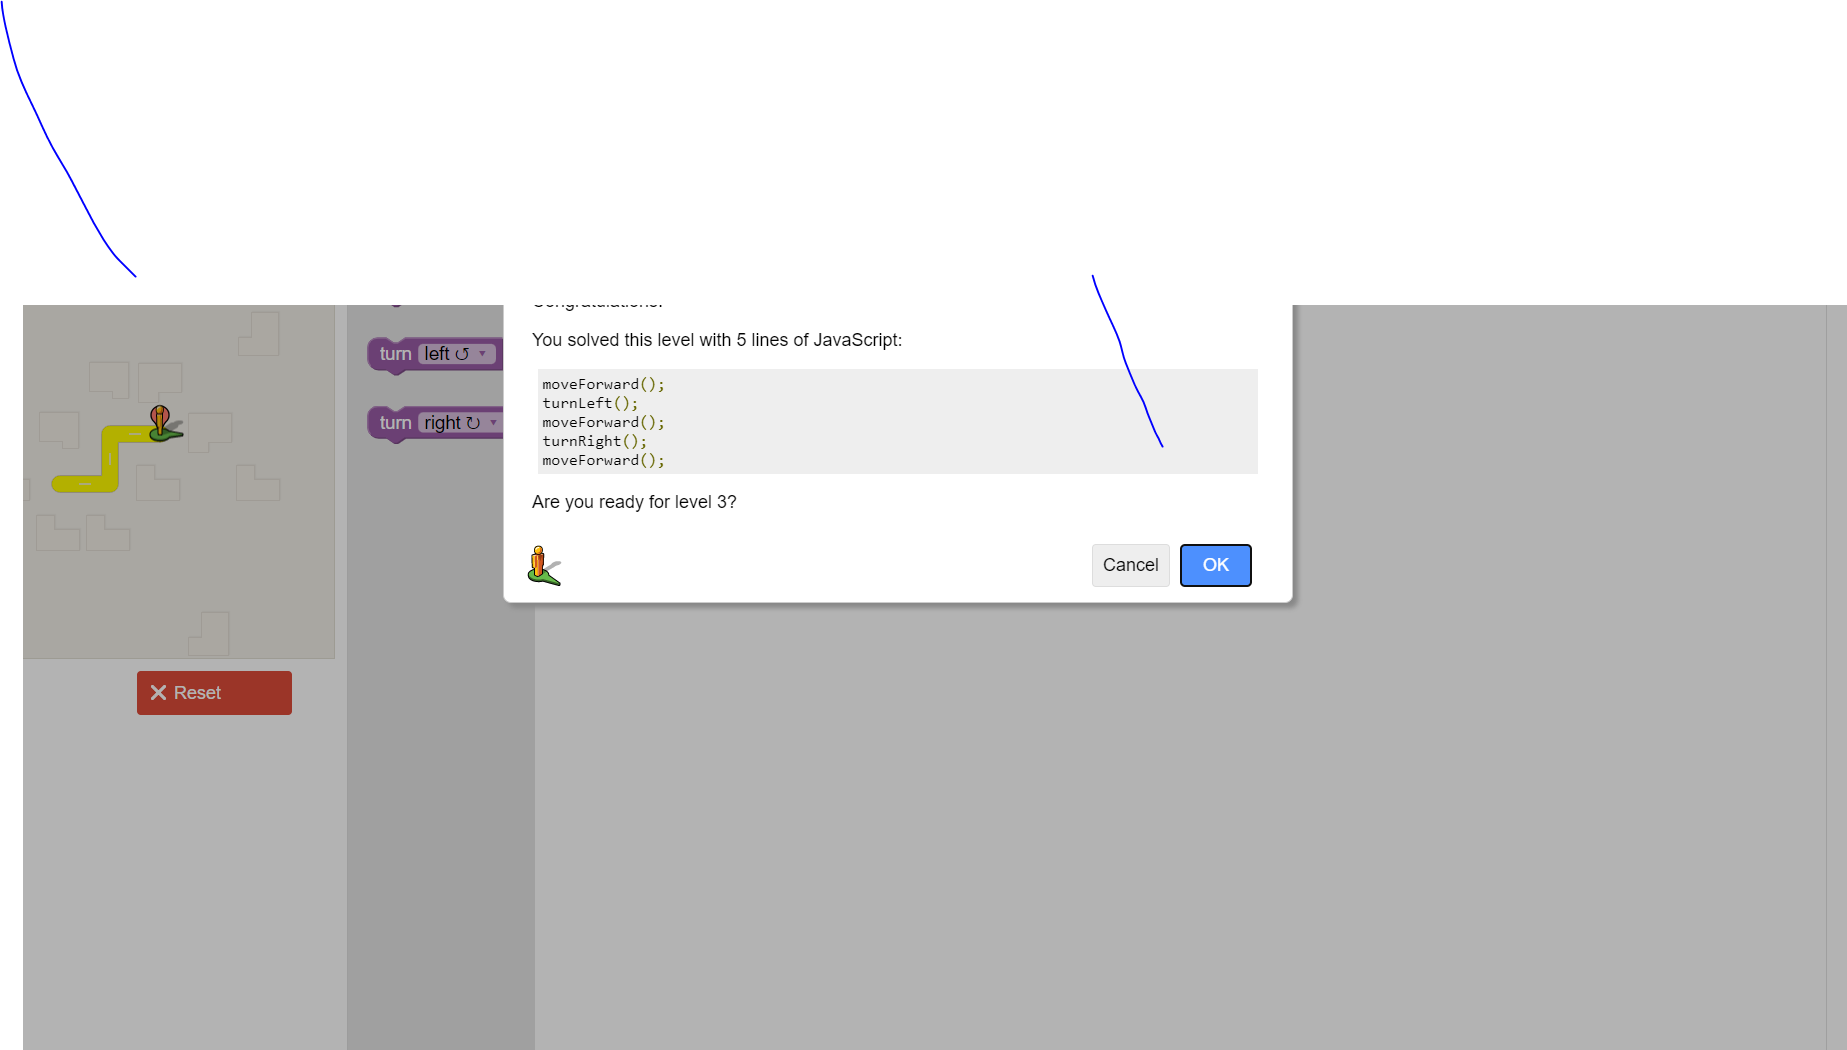 Congratulations!
You solved this level with 5 lines of JavaScript:
turn left
moveForward();
turnLeft();
moveForward();
turn right
turnRight();
moveForward();
Are you ready for level 3?
Cancel OK
Reset